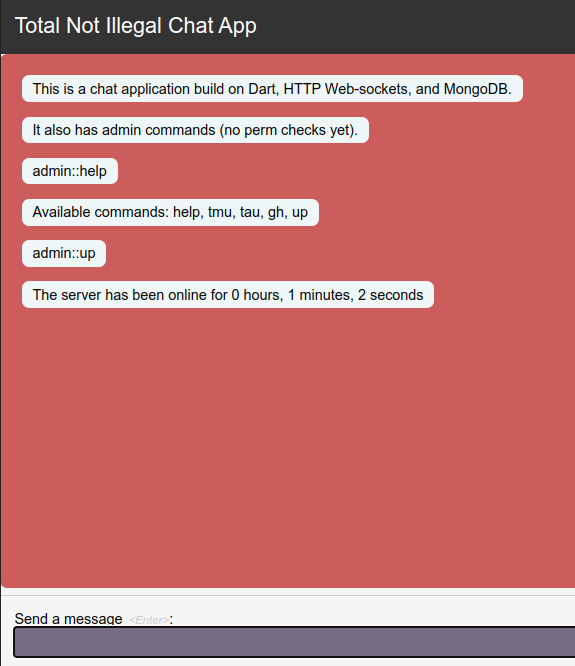 Total Not Illegal Chat App
This is a chat application build on Dart, HTTP Web-sockets, and MongoDB.
It also has admin commands (no perm checks yet).
admin::help
Available commands: help, tmu, tau, gh, up
admin::up
The server has been online for 0 hours, 1 minutes, 2 seconds
Send a message <Enter>: